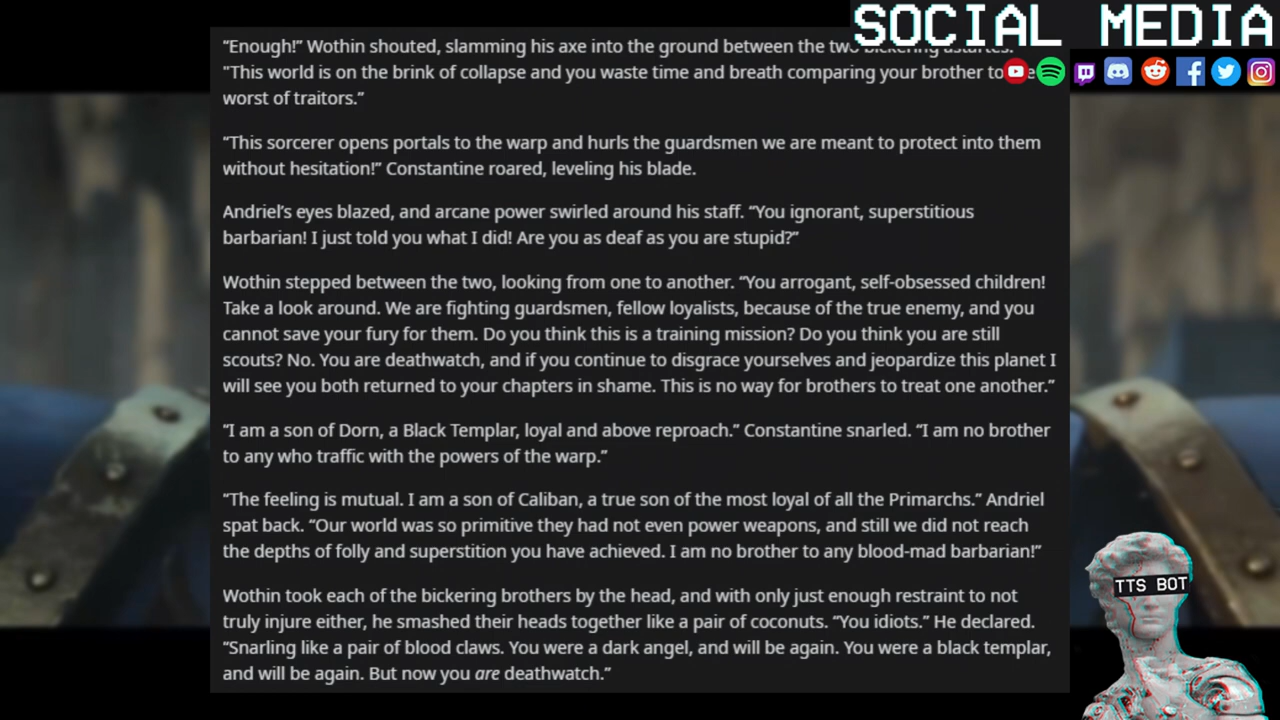 SOCIAL MEDIA
“Enough!” Wothin shouted, slamming his axe into the ground between the two bickering astartes.
"This world is on the brink of collapse and you waste time and breath comparing your brother to
worst of traitors.”
“This sorcerer opens portals to the warp and hurls the guardsmen we are meant to protect into them
without hesitation!” Constantine roared, leveling his blade.
Andriel’s eyes blazed, and arcane power swirled around his staff. “You ignorant, superstitious
barbarian! I just told you what I did! Are you as deaf as you are stupid?”
Wothin stepped between the two, looking from one to another. “You arrogant, self-obsessed children!
Take a look around. We are fighting guardsmen, fellow loyalists, because of the true enemy, and you
cannot save your fury for them. Do you think this is a training mission? Do you think you are still
scouts? No. You are deathwatch, and if you continue to disgrace yourselves and jeopardize this planet I
will see you both returned to your chapters in shame. This is no way for brothers to treat one another.”
“I am a son of Dorn, a Black Templar, loyal and above reproach.” Constantine snarled. “I am no brother
to any who traffic with the powers of the warp.”
“The feeling is mutual. I am a son of Caliban, a true son of the most loyal of all the Primarchs.” Andriel
spat back. “Our world was so primitive they had not even power weapons, and still we did not reach
the depths of folly and superstition you have achieved. I am no brother to any blood-mad barbarian!”
Wothin took each of the bickering brothers by the head, and with only just enough restraint to not
truly injure either, he smashed their heads together like a pair of coconuts. “You idiots.” He declared.
“Snarling like a pair of blood claws. You were a dark angel, and will be again. You were a black templar,
and will be again. But now you are deathwatch.”
TTS BOT